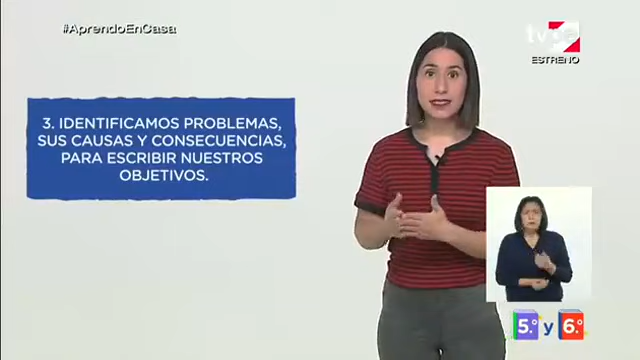 #AprendoEnCasa
tvpe
ESTRENO
3. IDENTIFICAMOS PROBLEMAS,
SUS CAUSAS Y CONSECUENCIAS,
PARA ESCRIBIR NUESTROS
OBJETIVOS.
5.º y 6.º